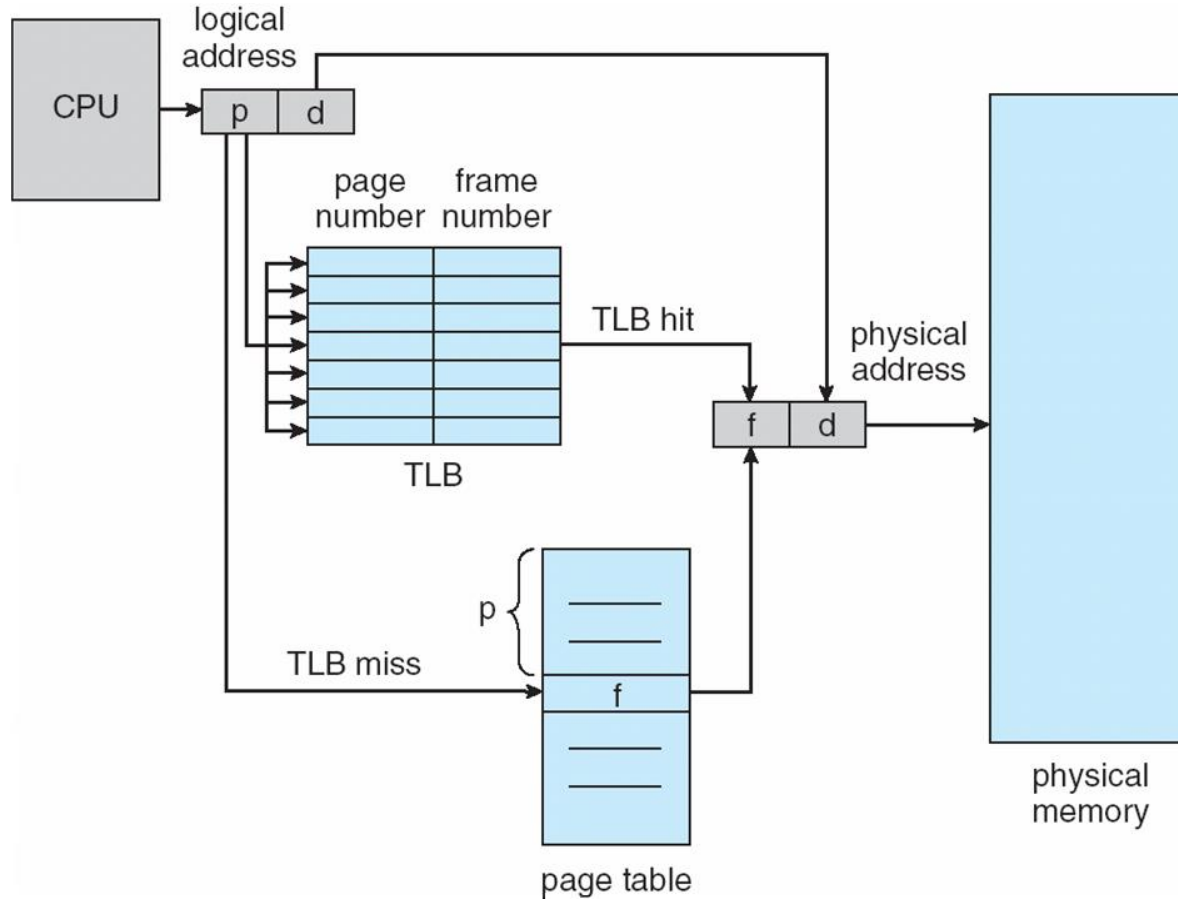 logical
address
CPU
p d
page frame
number number
TLB hit
physical
address
f d
TLB
p
TLB miss
f
physical
memory
page table